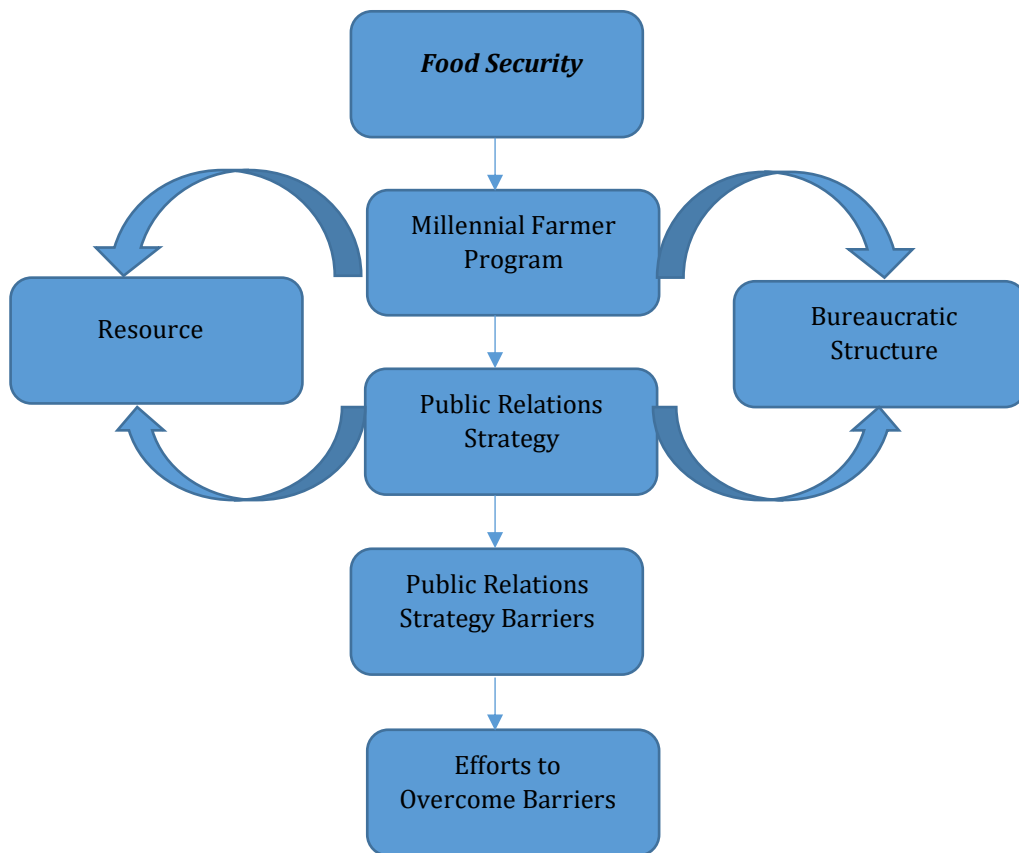 Food Security
Millennial Farmer
Program
Resource
Bureaucratic
Structure
Public Relations
Strategy
Public Relations
Strategy Barriers
Efforts to
Overcome Barriers